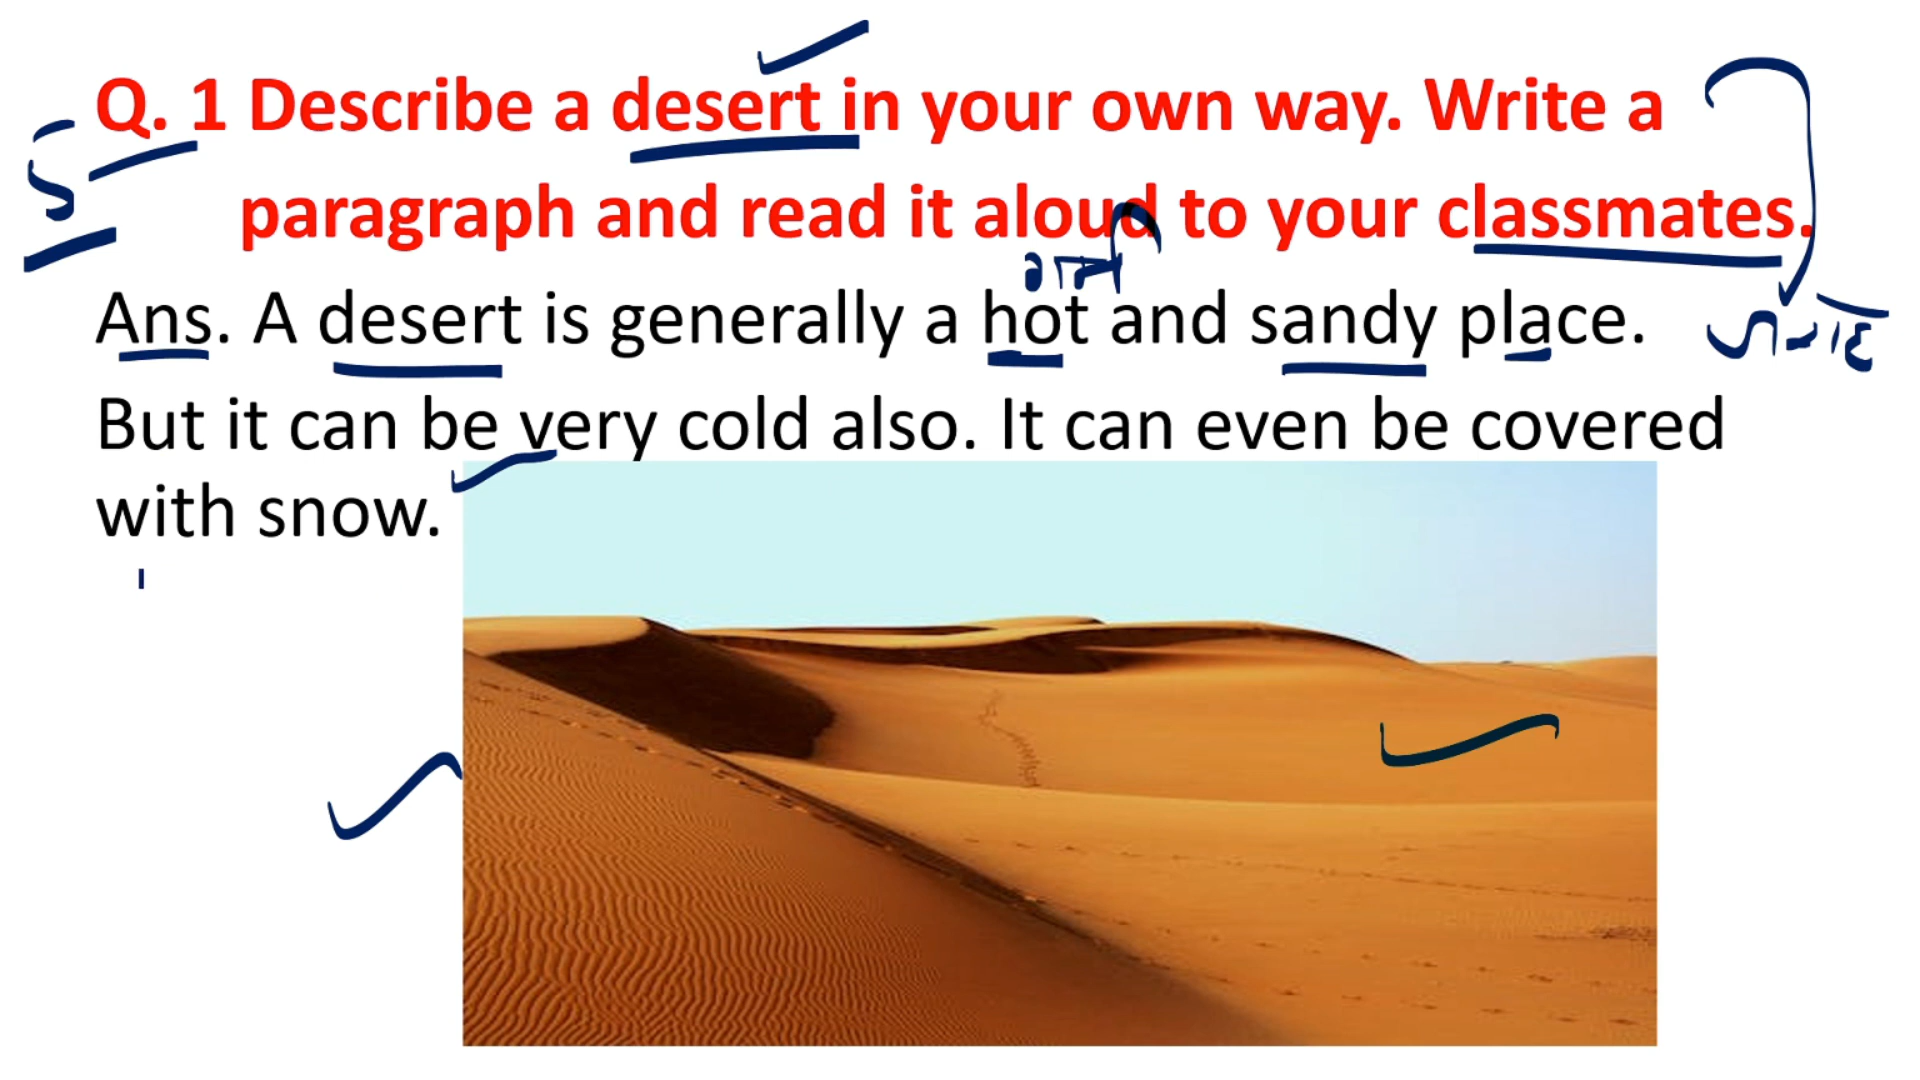 Q. 1 Describe a desert in your own way. Write a
paragraph and read it aloud to your classmates.
Ans. A desert is generally a hot and sandy place.
But it can be very cold also. It can even be covered
with snow.